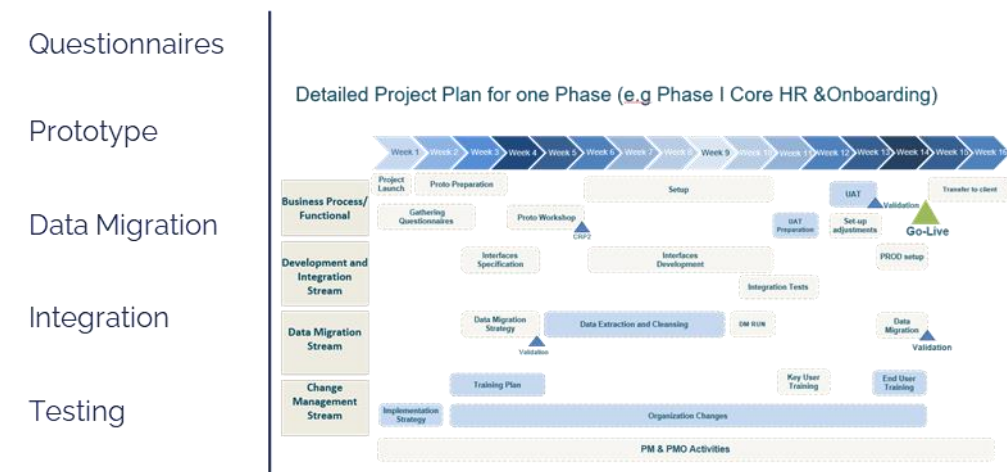 Questionnaires
Prototype
Data Migration
Integration
Testing
Detailed Project Plan for one Phase (e.g Phase I Core HR &Onboarding)
Week 1 Week 2 Week 3 Week 4 Week 5 Week 6 Week 7 Week 8 Week 9 Week 10 Week 11 Week 12 Week 13 Week 14 Week 15 Week 16
Business Process/
Functional
Project
Launch
Proto Preparation
Setup
UAT
Transfer to client
Gathering
Questionnaires
Proto Workshop
CRP2
UAT
Preparation
Validation
Set-up
adjustments
Go-Live
Development and
Integration
Stream
Interfaces
Specification
Interfaces
Development
PROD setup
Integration Tests
Data Migration
Stream
Data Migration
Strategy
Validation
Data Extraction and Cleansing
DM RUN
Data
Migration
Validation
Change
Management
Stream
Training Plan
Key User
Training
End User
Training
Implementation
Strategy
Organization Changes
PM & PMO Activities